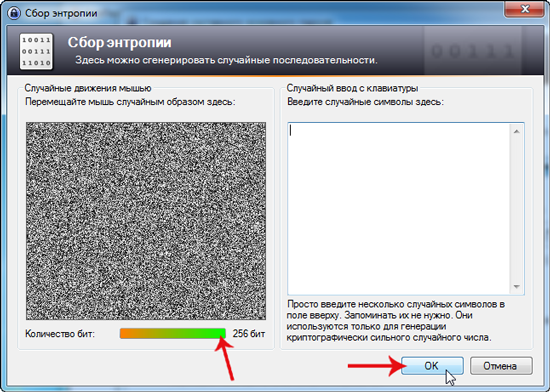 Сбор энтропии
10011
00111
11010
Сбор энтропии
Здесь можно сгенерировать случайные последовательности.
00111
Случайные движения мышью
Перемещайте мышь случайным образом здесь:
Количество бит:
256 бит
Случайный ввод с клавиатуры
Введите случайные символы здесь:
Просто введите несколько случайных символов в
поле вверху. Запоминать их не нужно. Они
используются только для генерации
криптографически сильного случайного числа.
OK
Отмена